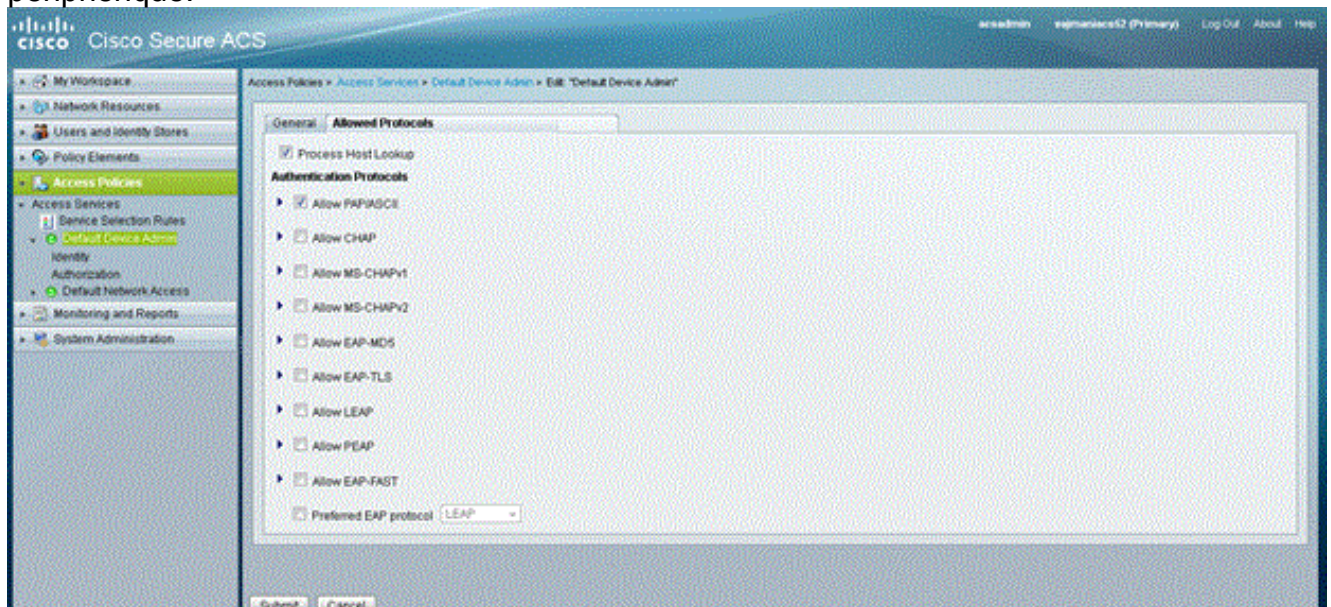 périphérique.
CISCO Cisco Secure ACS
acsadmin (Primary) Log Out About Help
My Workspace
Network Resources
Users and Identity Stores
Policy Elements
Access Policies
Access Services
Service Selection Rules
Default Device Admin
Identity
Authorization
Default Network Access
Monitoring and Reports
System Administration
Access Policies > Access Services > Default Device Admin > Edit: "Default Device Admin"
General Allowed Protocols
Process Host Lookup
Authentication Protocols
Allow PAP/ASCII
Allow CHAP
Allow MS-CHAPv1
Allow MS-CHAPv2
Allow EAP-MD5
Allow EAP-TLS
Allow LEAP
Allow PEAP
Allow EAP-FAST
Preferred EAP protocol LEAP
Submit Cancel